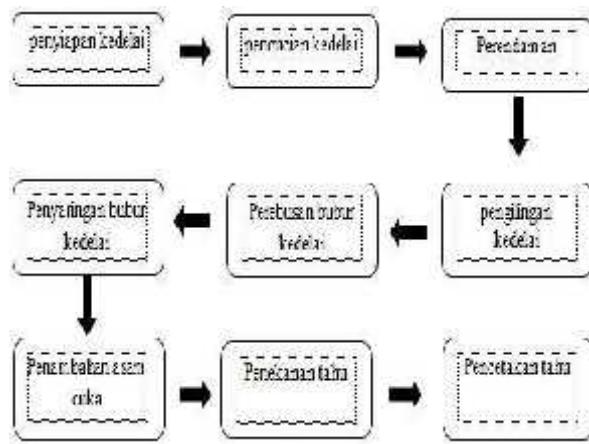 penyiapan kedelai
pencucian kedelai
Perendaman
pengilingan
kedelai
Perebusan bubur
kedelai
Penyaringan bubur
kedelai
Penambahan asam
cuka
Penekanan tahu
Pencetakan tahu